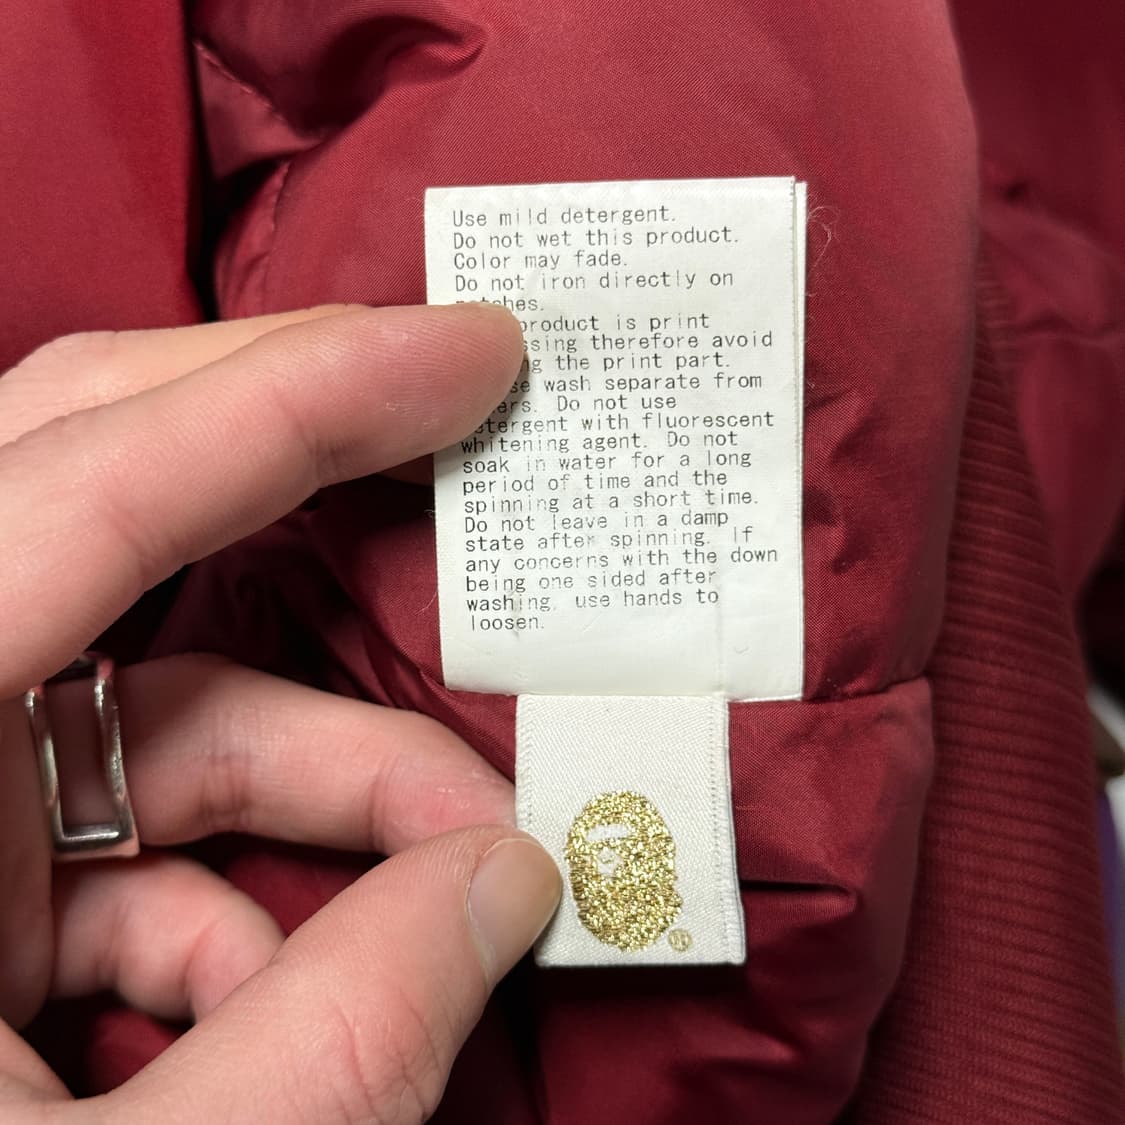 Use mild detergent.
Do not wet this product.
Color may fade.
Do not iron directly on
product is print
therefore avoid
the print part.
wash separate from
Do not use
with fluorescent
whitening agent. Do not
soak in water for a long
period of time and the
spinning at a short time.
Do not leave in a damp
state after spinning. If
any concerns with the down
being one sided after
washing, use hands to
loosen.
®